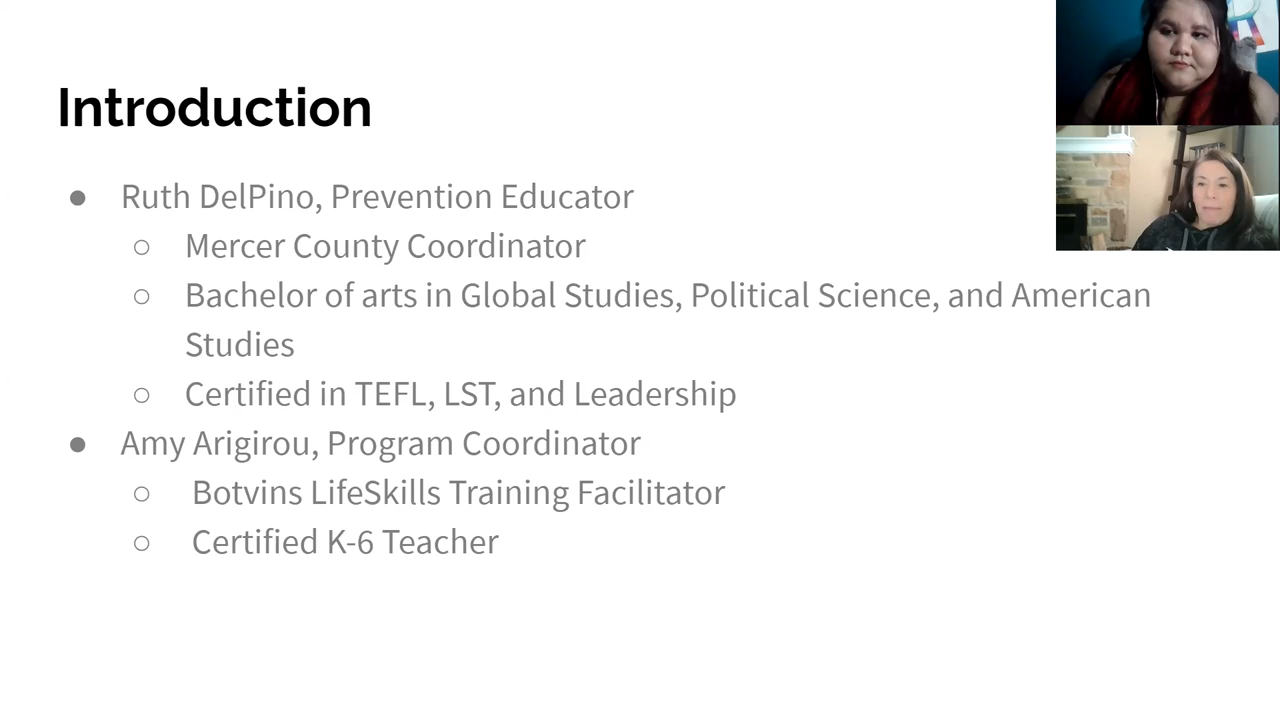 Introduction
● Ruth DelPino, Prevention Educator
○ Mercer County Coordinator
○ Bachelor of arts in Global Studies, Political Science, and American
Studies
○ Certified in TEFL, LST, and Leadership
● Amy Arigirou, Program Coordinator
○ Botvins LifeSkills Training Facilitator
○ Certified K-6 Teacher